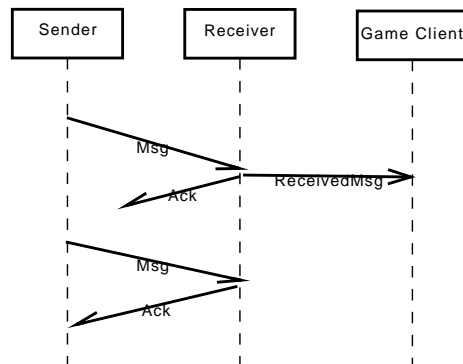 Sender
Receiver
Game Client
Msg
ReceivedMsg
Ack
Msg
Ack